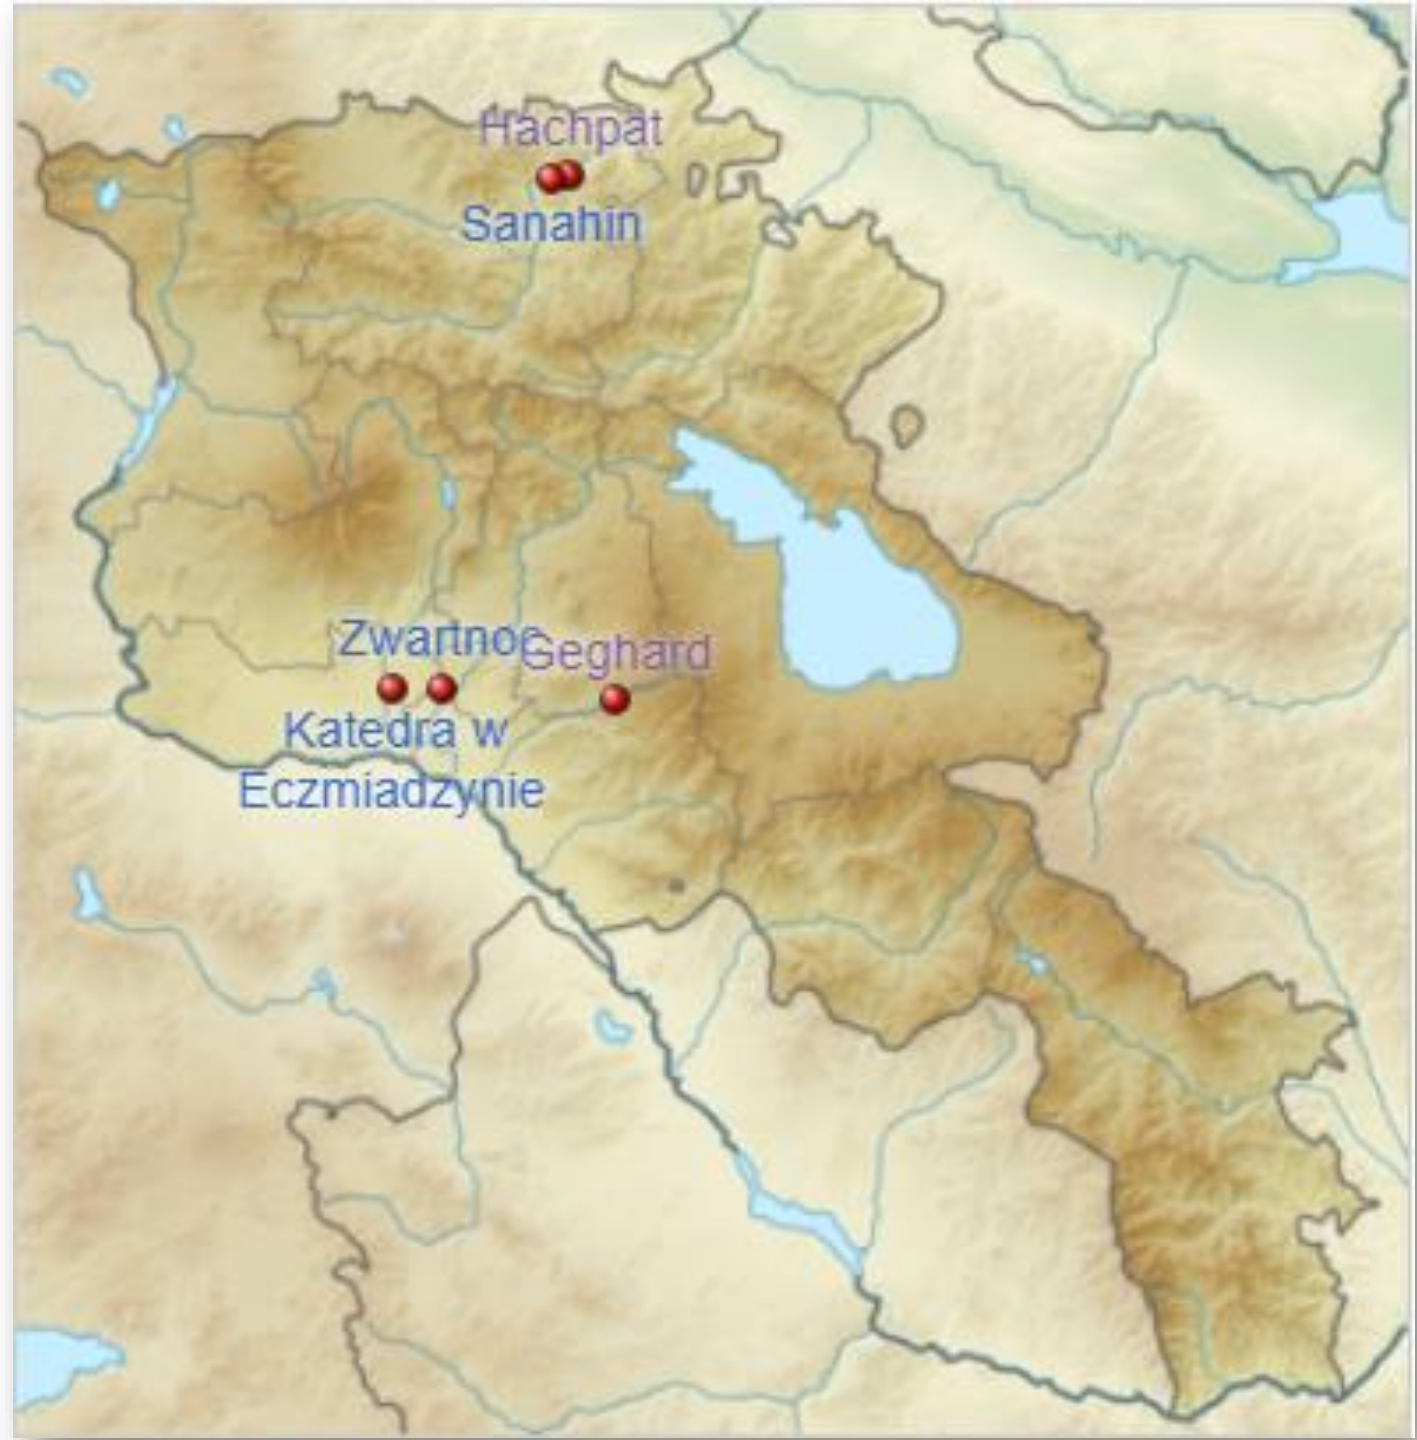 Hachpat
Sanahin
Zwartnoc
Geghard
Katedra w
Eczmiadzynie